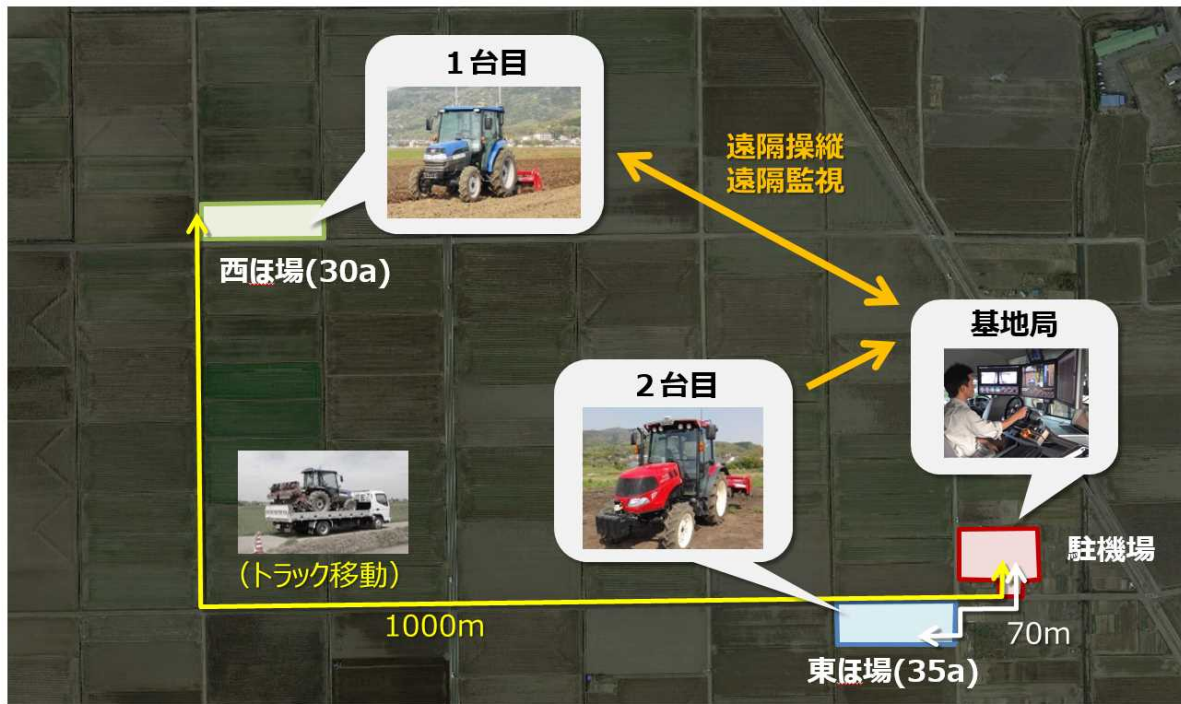 1台目
遠隔操縦
遠隔監視
西ほ場(30a)
基地局
2台目
駐機場
(トラック移動)
1000m
70m
東ほ場(35a)